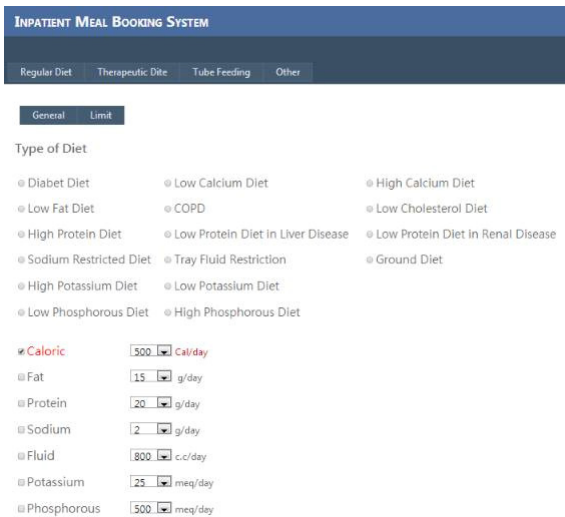 INPATIENT MEAL BOOKING SYSTEM
Regular Diet Therapeutic Dite Tube Feeding Other
General Limit
Type of Diet
Diabet Diet Low Calcium Diet High Calcium Diet
Low Fat Diet COPD Low Cholesterol Diet
High Protein Diet Low Protein Diet in Liver Disease Low Protein Diet in Renal Disease
Sodium Restricted Diet Tray Fluid Restriction Ground Diet
High Potassium Diet Low Potassium Diet
Low Phosphorous Diet High Phosphorous Diet
Caloric 500 Cal/day
Fat 15 g/day
Protein 20 g/day
Sodium 2 g/day
Fluid 800 c.c/day
Potassium 25 meq/day
Phosphorous 500 meq/day